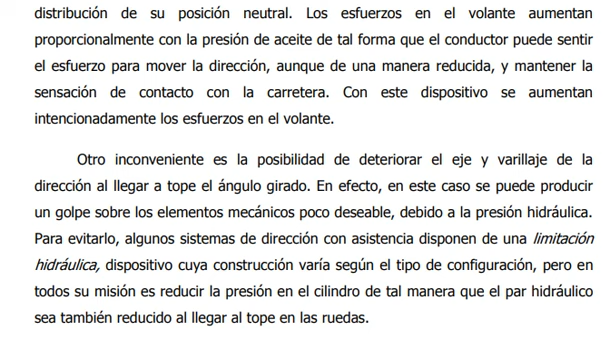 distribución de su posición neutral. Los esfuerzos en el volante aumentan
proporcionalmente con la presión de aceite de tal forma que el conductor puede sentir
el esfuerzo para mover la dirección, aunque de una manera reducida, y mantener la
sensación de contacto con la carretera. Con este dispositivo se aumentan
intencionadamente los esfuerzos en el volante.
Otro inconveniente es la posibilidad de deteriorar el eje y varillaje de la
dirección al llegar a tope el ángulo girado. En efecto, en este caso se puede producir
un golpe sobre los elementos mecánicos poco deseable, debido a la presión hidráulica.
Para evitarlo, algunos sistemas de dirección con asistencia disponen de una limitación
hidráulica, dispositivo cuya construcción varía según el tipo de configuración, pero en
todos su misión es reducir la presión en el cilindro de tal manera que el par hidráulico
sea también reducido al llegar al tope en las ruedas.